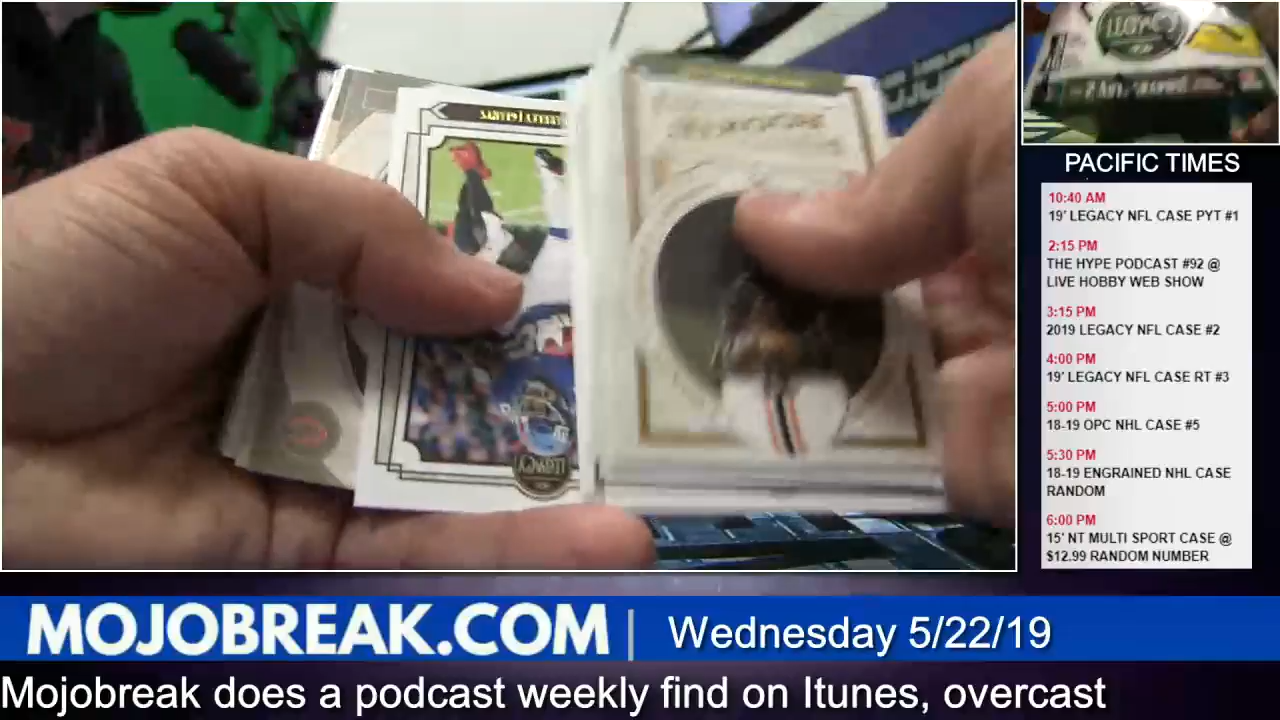 PACIFIC TIMES
10:40 AM
19' LEGACY NFL CASE PYT #1
2:15 PM
THE HYPE PODCAST #92 @
LIVE HOBBY WEB SHOW
3:15 PM
2019 LEGACY NFL CASE #2
4:00 PM
19' LEGACY NFL CASE RT #3
5:00 PM
18-19 OPC NHL CASE #5
5:30 PM
18-19 ENGRAINED NHL CASE
RANDOM
6:00 PM
15' NT MULTI SPORT CASE @
$12.99 RANDOM NUMBER
MOJOBREAK.COM | Wednesday 5/22/19
Mojobreak does a podcast weekly find on Itunes, overcast